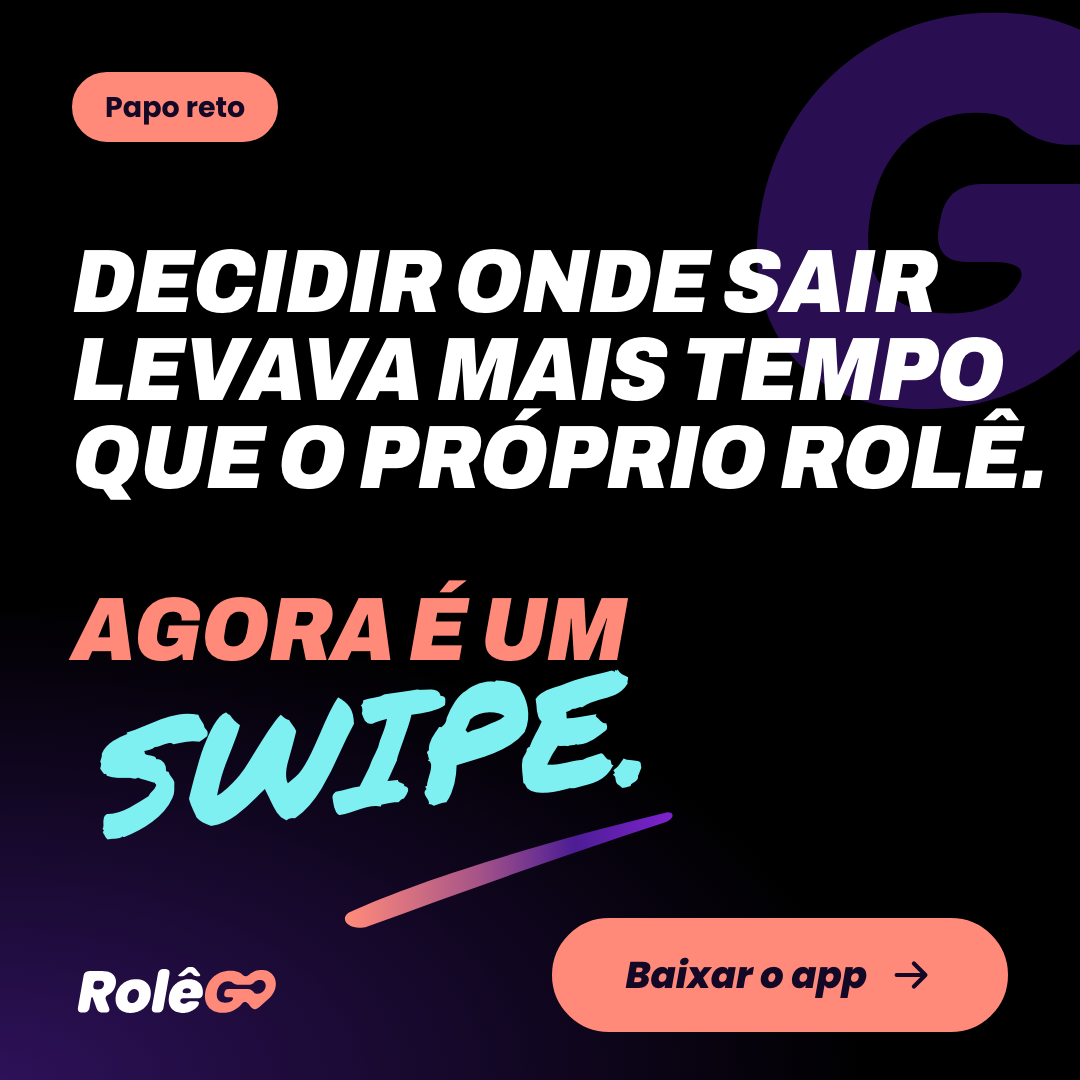 Papo reto
DECIDIR ONDE SAIR
LEVAVA MAIS TEMPO
QUE O PRÓPRIO ROLÊ.
AGORA É UM
SWIPE.
RolêGo
Baixar o app →